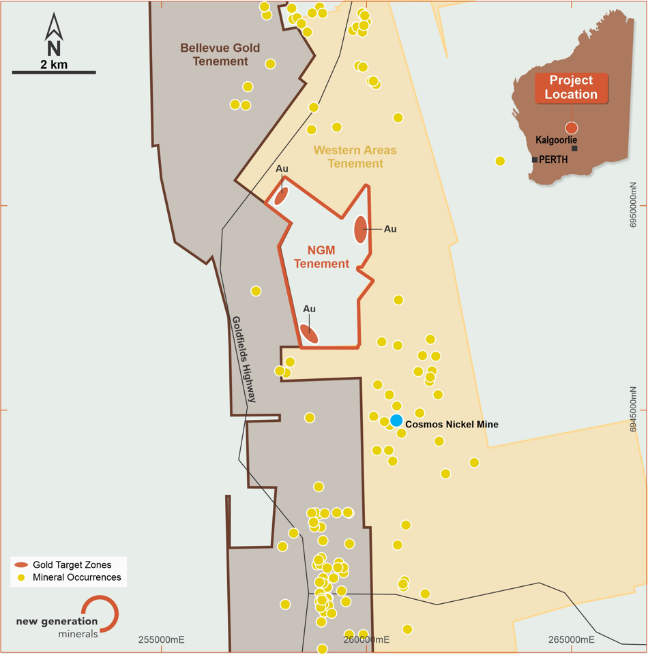 N
2 km
Bellevue Gold
Tenement
Project
Location
Kalgoorlie
PERTH
Western Areas
Tenement
Au
Au
NGM
Tenement
Au
Goldfields Highway
6950000mN
6945000mN
Cosmos Nickel Mine
Gold Target Zones
Mineral Occurrences
new generation
minerals
255000mE
260000mE
265000mE